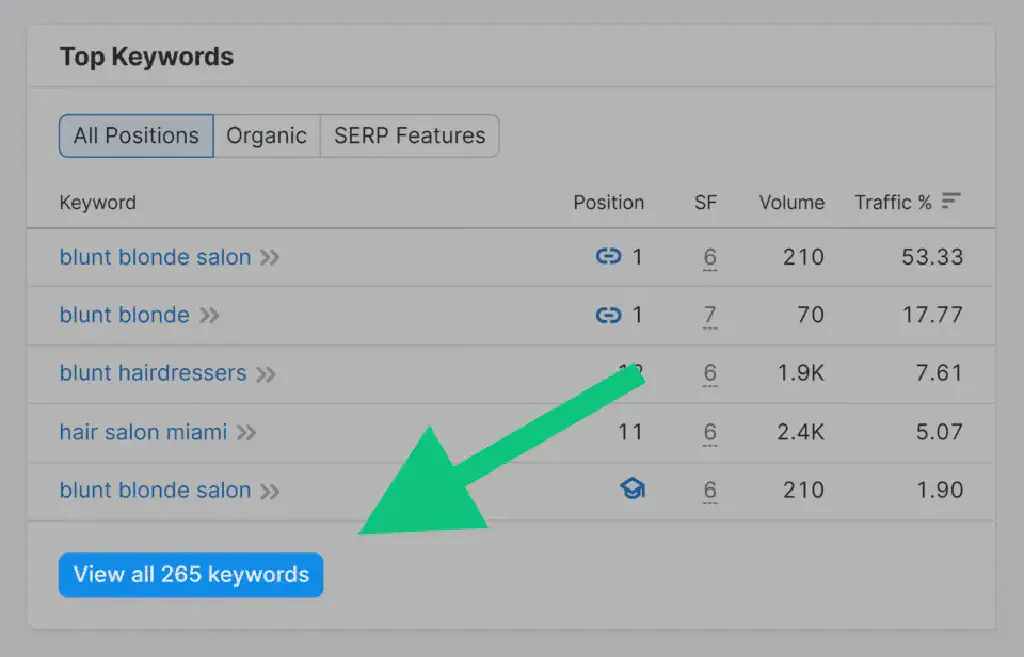 Top Keywords
All Positions Organic SERP Features
Keyword Position SF Volume Traffic %
blunt blonde salon 1 6 210 53.33
blunt blonde 1 7 70 17.77
blunt hairdressers 6 1.9K 7.61
hair salon miami 11 6 2.4K 5.07
blunt blonde salon 6 210 1.90
View all 265 keywords